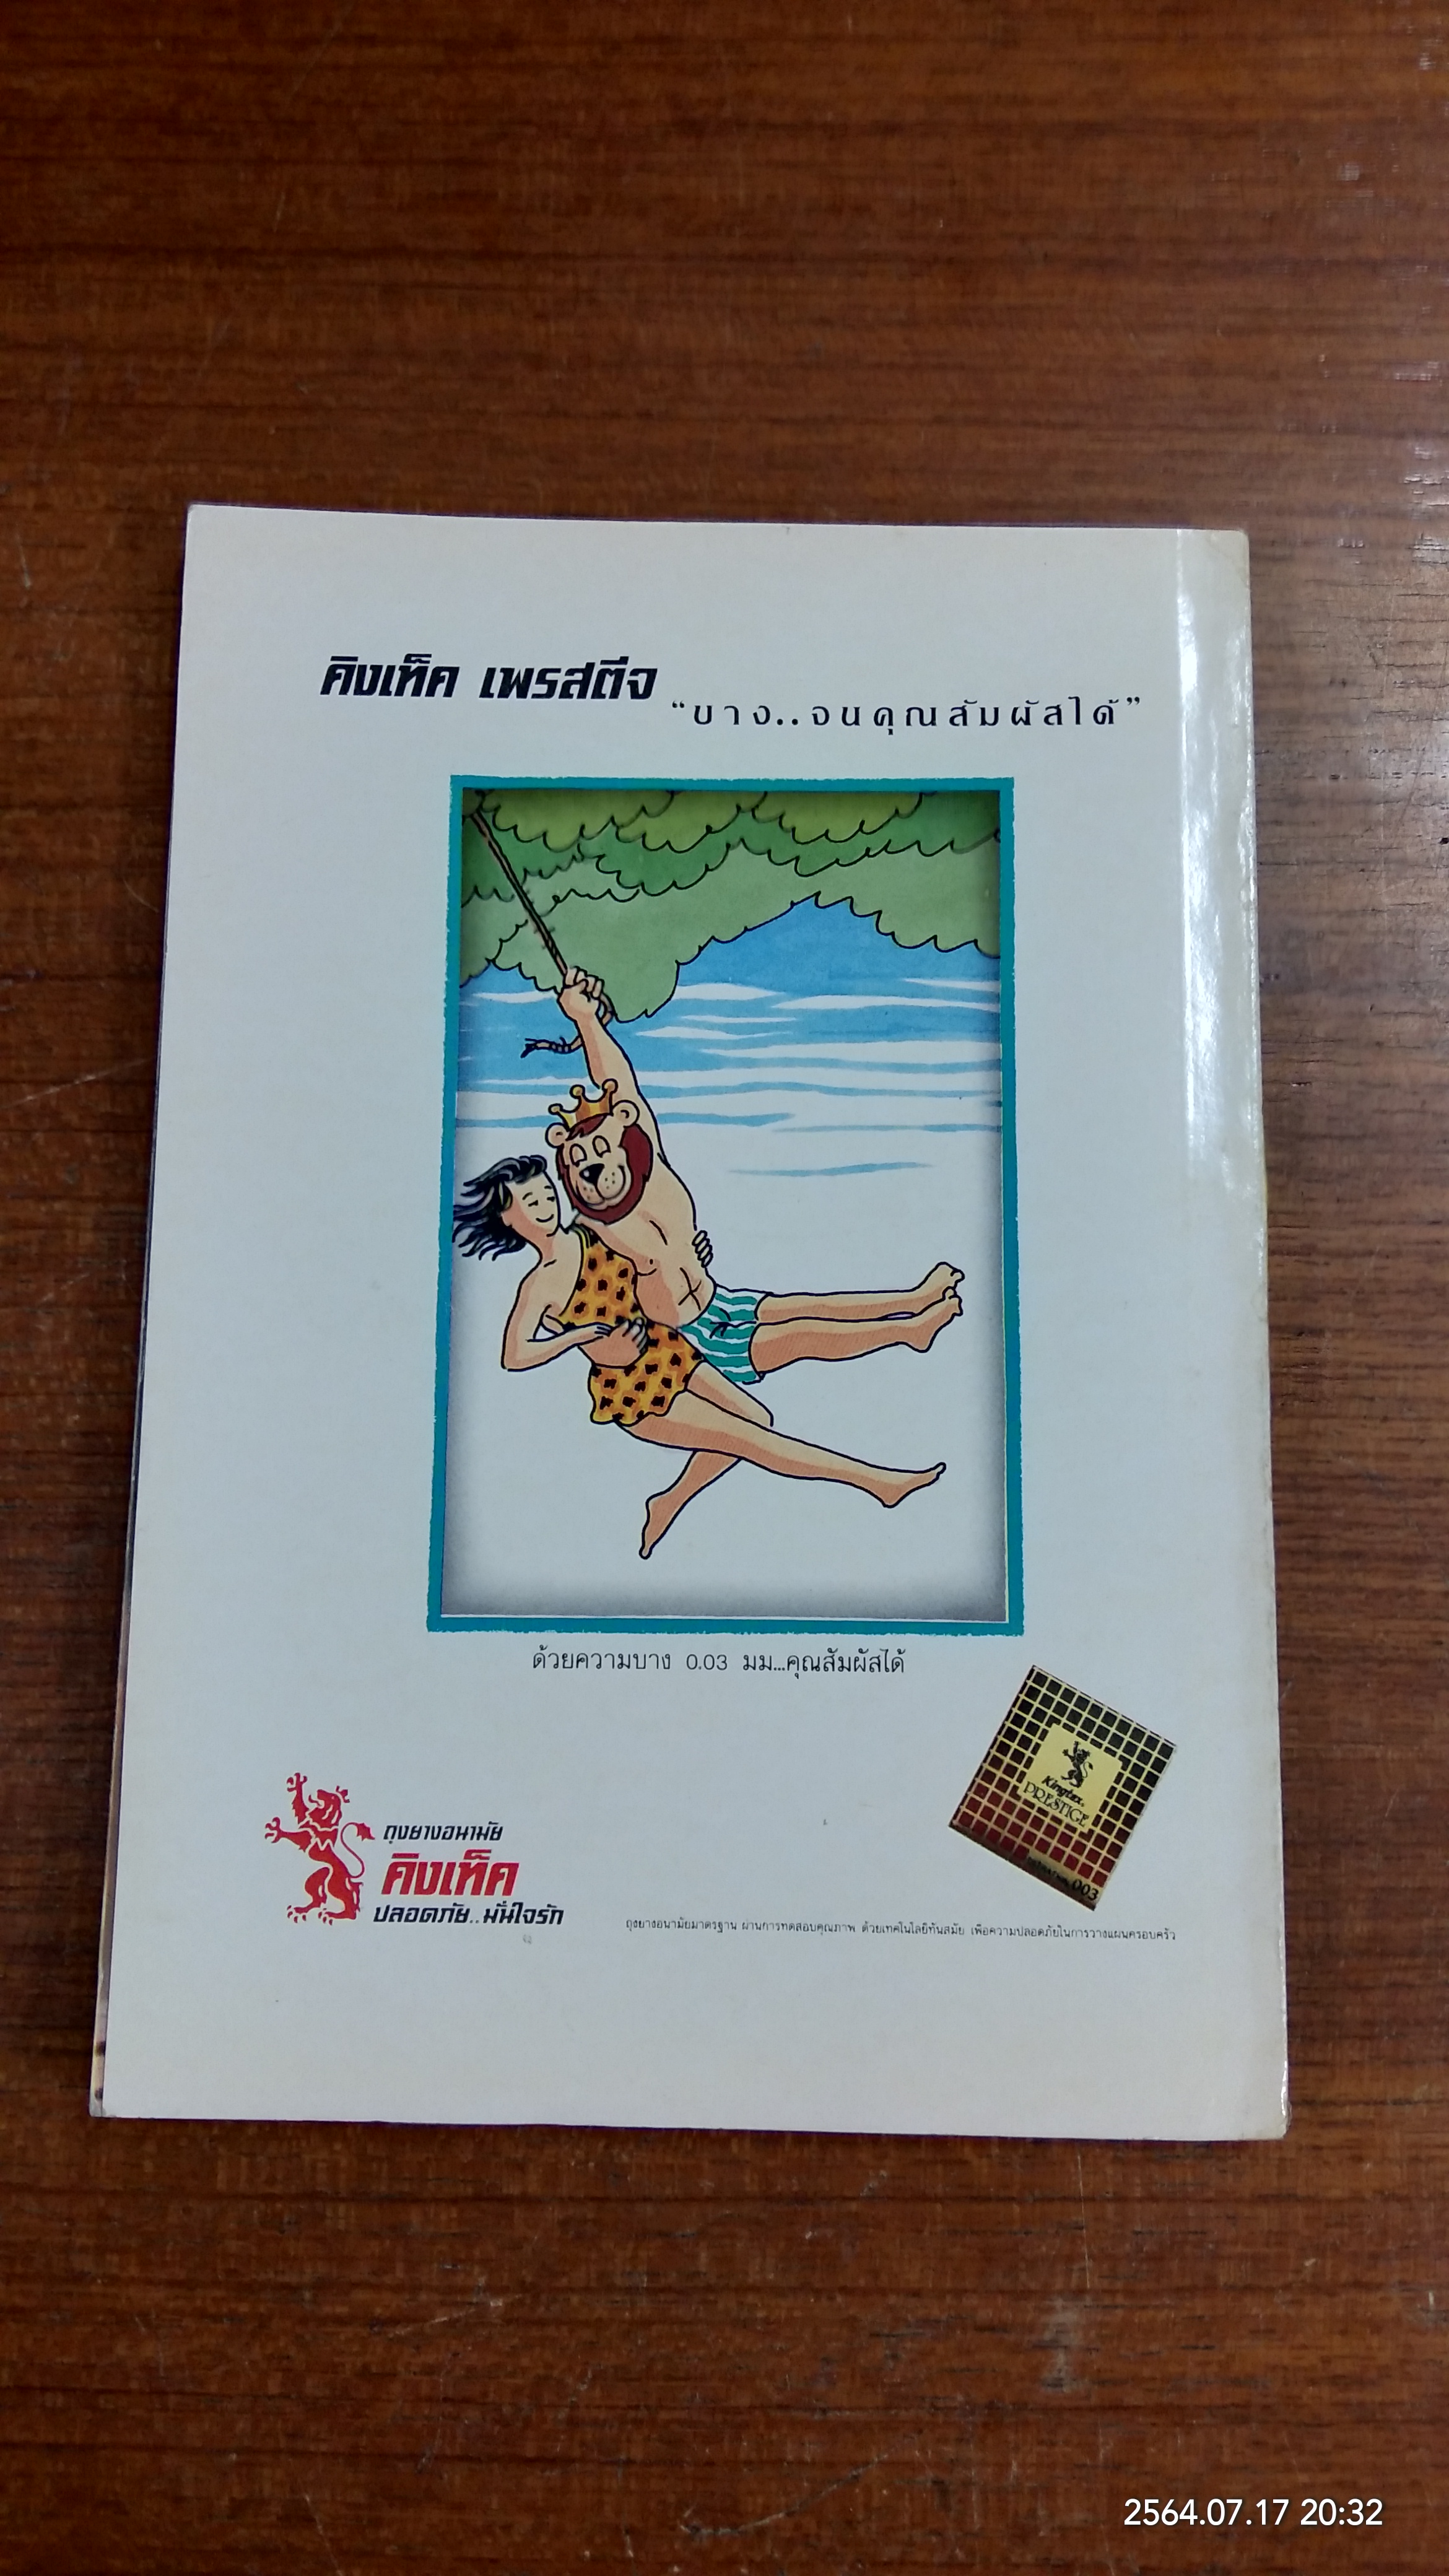 คิงเท็ค เพรสตีจ
“บาง..จนคุณสัมผัสได้”
ด้วยความบาง 0.03 มม...คุณสัมผัสได้
Kingtex
PRESTIGE
003
ถุงยางอนามัย
คิงเท็ค
ปลอดภัย..มั่นใจรัก
ถุงยางอนามัยมาตรฐาน ผ่านการทดสอบคุณภาพ ด้วยเทคโนโลยีทันสมัย เพื่อความปลอดภัยในการวางแผนครอบครัว
2564.07.17 20:32